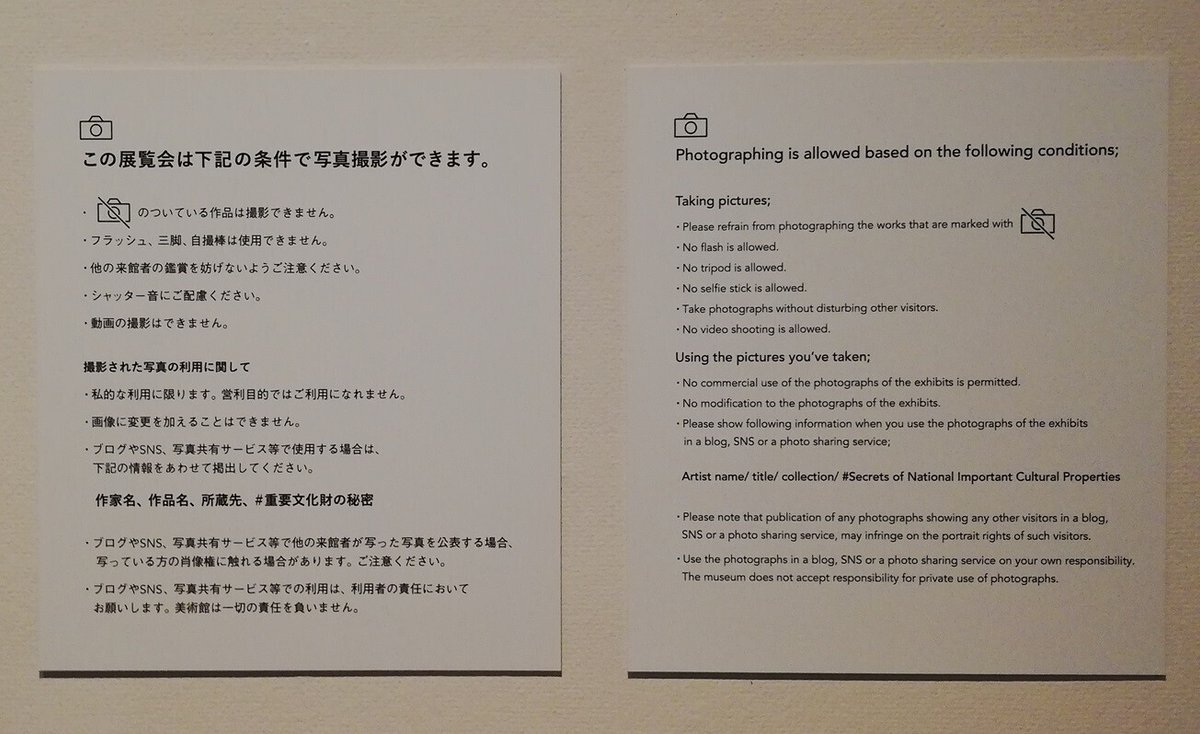 この展覧会は下記の条件で写真撮影ができます。
・ のついている作品は撮影できません。
・フラッシュ、三脚、自撮棒は使用できません。
・他の来館者の鑑賞を妨げないようご注意ください。
・シャッター音にご配慮ください。
・動画の撮影はできません。
撮影された写真の利用に関して
・私的な利用に限ります。営利目的ではご利用になれません。
・画像に変更を加えることはできません。
・ブログやSNS、写真共有サービス等で使用する場合は、
下記の情報をあわせて掲出してください。
作家名、作品名、所蔵先、#重要文化財の秘密
・ブログやSNS、写真共有サービス等で他の来館者が写った写真を公表する場合、
写っている方の肖像権に触れる場合があります。ご注意ください。
・ブログやSNS、写真共有サービス等での利用は、利用者の責任において
お願いします。美術館は一切の責任を負いません。
Photographing is allowed based on the following conditions;
Taking pictures;
・Please refrain from photographing the works that are marked with
・No flash is allowed.
・No tripod is allowed.
・No selfie stick is allowed.
・Take photographs without disturbing other visitors.
・No video shooting is allowed.
Using the pictures you've taken;
・No commercial use of the photographs of the exhibits is permitted.
・No modification to the photographs of the exhibits.
・Please show following information when you use the photographs of the exhibits
in a blog, SNS or a photo sharing service;
Artist name/ title/ collection/ #Secrets of National Important Cultural Properties
・Please note that publication of any photographs showing any other visitors in a blog,
SNS or a photo sharing service, may infringe on the portrait rights of such visitors.
・Use the photographs in a blog, SNS or a photo sharing service on your own responsibility.
The museum does not accept responsibility for private use of photographs.